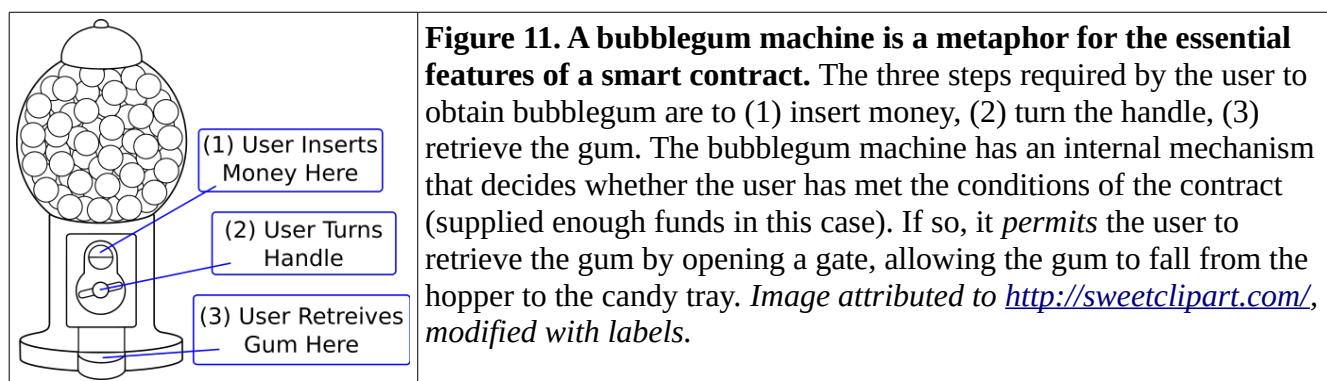 (1) User Inserts
Money Here
(2) User Turns
Handle
(3) User Retreives
Gum Here
Figure 11. A bubblegum machine is a metaphor for the essential
features of a smart contract. The three steps required by the user to
obtain bubblegum are to (1) insert money, (2) turn the handle, (3)
retrieve the gum. The bubblegum machine has an internal mechanism
that decides whether the user has met the conditions of the contract
(supplied enough funds in this case). If so, it permits the user to
retrieve the gum by opening a gate, allowing the gum to fall from the
hopper to the candy tray. Image attributed to http://sweetclipart.com/,
modified with labels.